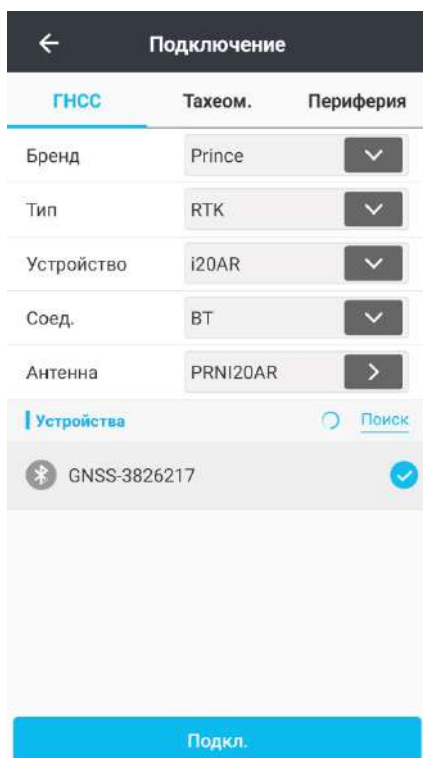 Подключение
ГНСС Тахеом. Периферия
Бренд Prince
Тип RTK
Устройство i20AR
Соед. BT
Антенна PRNI20AR
Устройства Поиск
GNSS-3826217
Подкл.